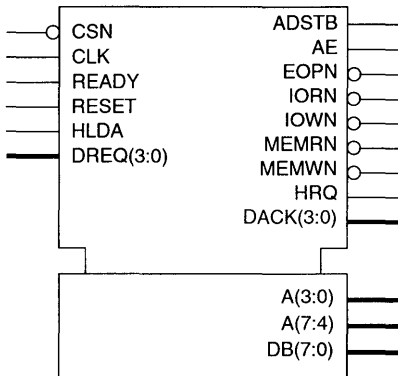 CSN
CLK
READY
RESET
HLDA
DREQ(3:0)
ADSTB
AE
EOPN
IORN
IOWN
MEMRN
MEMWN
HRQ
DACK(3:0)
A(3:0)
A(7:4)
DB(7:0)